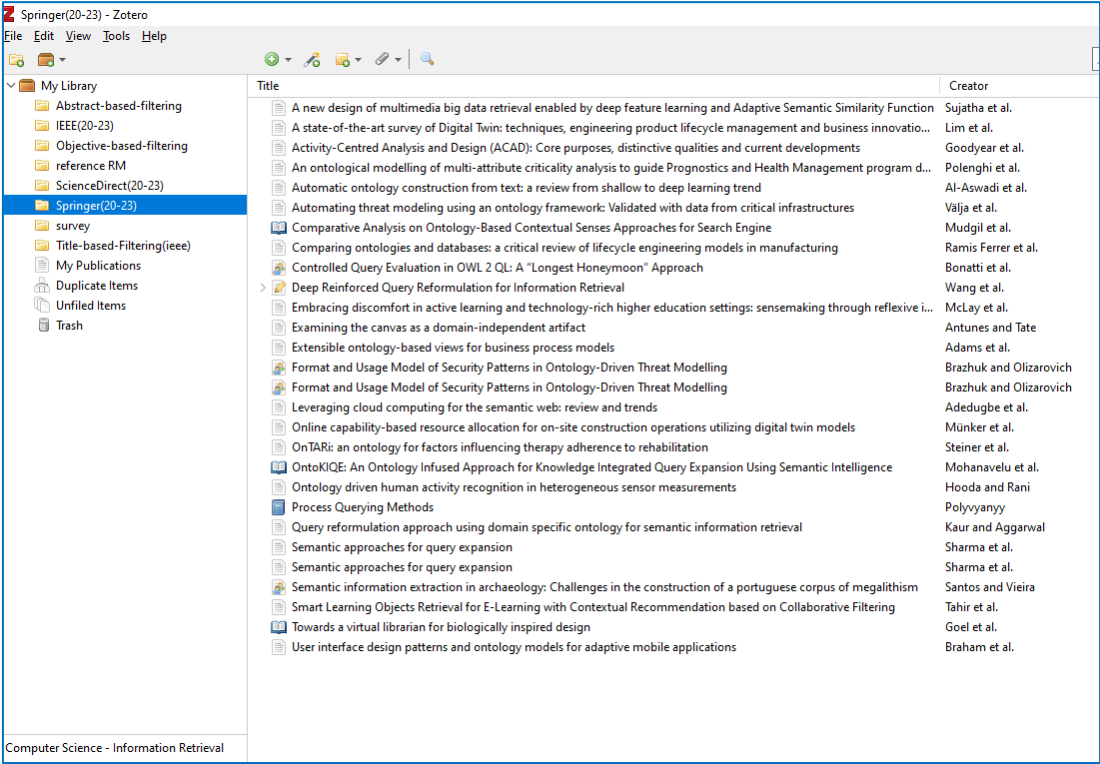 Springer(20-23) - Zotero
File Edit View Tools Help
My Library
Abstract-based-filtering
IEEE(20-23)
Objective-based-filtering
reference RM
ScienceDirect(20-23)
Springer(20-23)
survey
Title-based-Filtering(ieee)
My Publications
Duplicate Items
Unfiled Items
Trash
Computer Science - Information Retrieval
Title Creator
A new design of multimedia big data retrieval enabled by deep feature learning and Adaptive Semantic Similarity Function Sujatha et al.
A state-of-the-art survey of Digital Twin: techniques, engineering product lifecycle management and business innovatio... Lim et al.
Activity-Centred Analysis and Design (ACAD): Core purposes, distinctive qualities and current developments Goodyear et al.
An ontological modelling of multi-attribute criticality analysis to guide Prognostics and Health Management program d... Polenghi et al.
Automatic ontology construction from text: a review from shallow to deep learning trend Al-Aswadi et al.
Automating threat modeling using an ontology framework: Validated with data from critical infrastructures Välja et al.
Comparative Analysis on Ontology-Based Contextual Senses Approaches for Search Engine Mudgil et al.
Comparing ontologies and databases: a critical review of lifecycle engineering models in manufacturing Ramis Ferrer et al.
Controlled Query Evaluation in OWL 2 QL: A “Longest Honeymoon” Approach Bonatti et al.
Deep Reinforced Query Reformulation for Information Retrieval Wang et al.
Embracing discomfort in active learning and technology-rich higher education settings: sensemaking through reflexive i... McLay et al.
Examining the canvas as a domain-independent artifact Antunes and Tate
Extensible ontology-based views for business process models Adams et al.
Format and Usage Model of Security Patterns in Ontology-Driven Threat Modelling Brazhuk and Olizarovich
Format and Usage Model of Security Patterns in Ontology-Driven Threat Modelling Brazhuk and Olizarovich
Leveraging cloud computing for the semantic web: review and trends Adedugbe et al.
Online capability-based resource allocation for on-site construction operations utilizing digital twin models Münker et al.
OnTARi: an ontology for factors influencing therapy adherence to rehabilitation Steiner et al.
OntoKIQE: An Ontology Infused Approach for Knowledge Integrated Query Expansion Using Semantic Intelligence Mohanavelu et al.
Ontology driven human activity recognition in heterogeneous sensor measurements Hooda and Rani
Process Querying Methods Polyvyanyy
Query reformulation approach using domain specific ontology for semantic information retrieval Kaur and Aggarwal
Semantic approaches for query expansion Sharma et al.
Semantic approaches for query expansion Sharma et al.
Semantic information extraction in archaeology: Challenges in the construction of a portuguese corpus of megalithism Santos and Vieira
Smart Learning Objects Retrieval for E-Learning with Contextual Recommendation based on Collaborative Filtering Tahir et al.
Towards a virtual librarian for biologically inspired design Goel et al.
User interface design patterns and ontology models for adaptive mobile applications Braham et al.